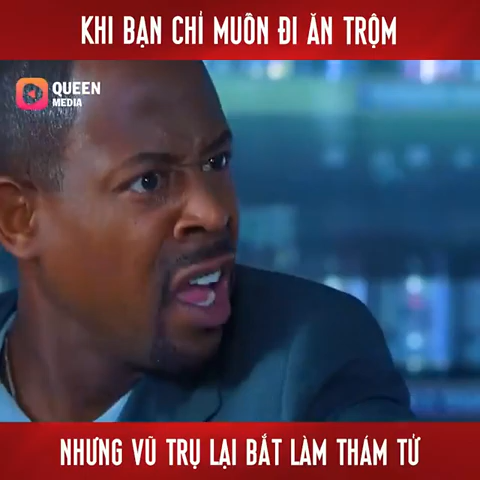 KHI BẠN CHỈ MUỐN ĐI ĂN TRỘM
QUEEN
MEDIA
NHƯNG VŨ TRỤ LẠI BẮT LÀM THÁM TỬ